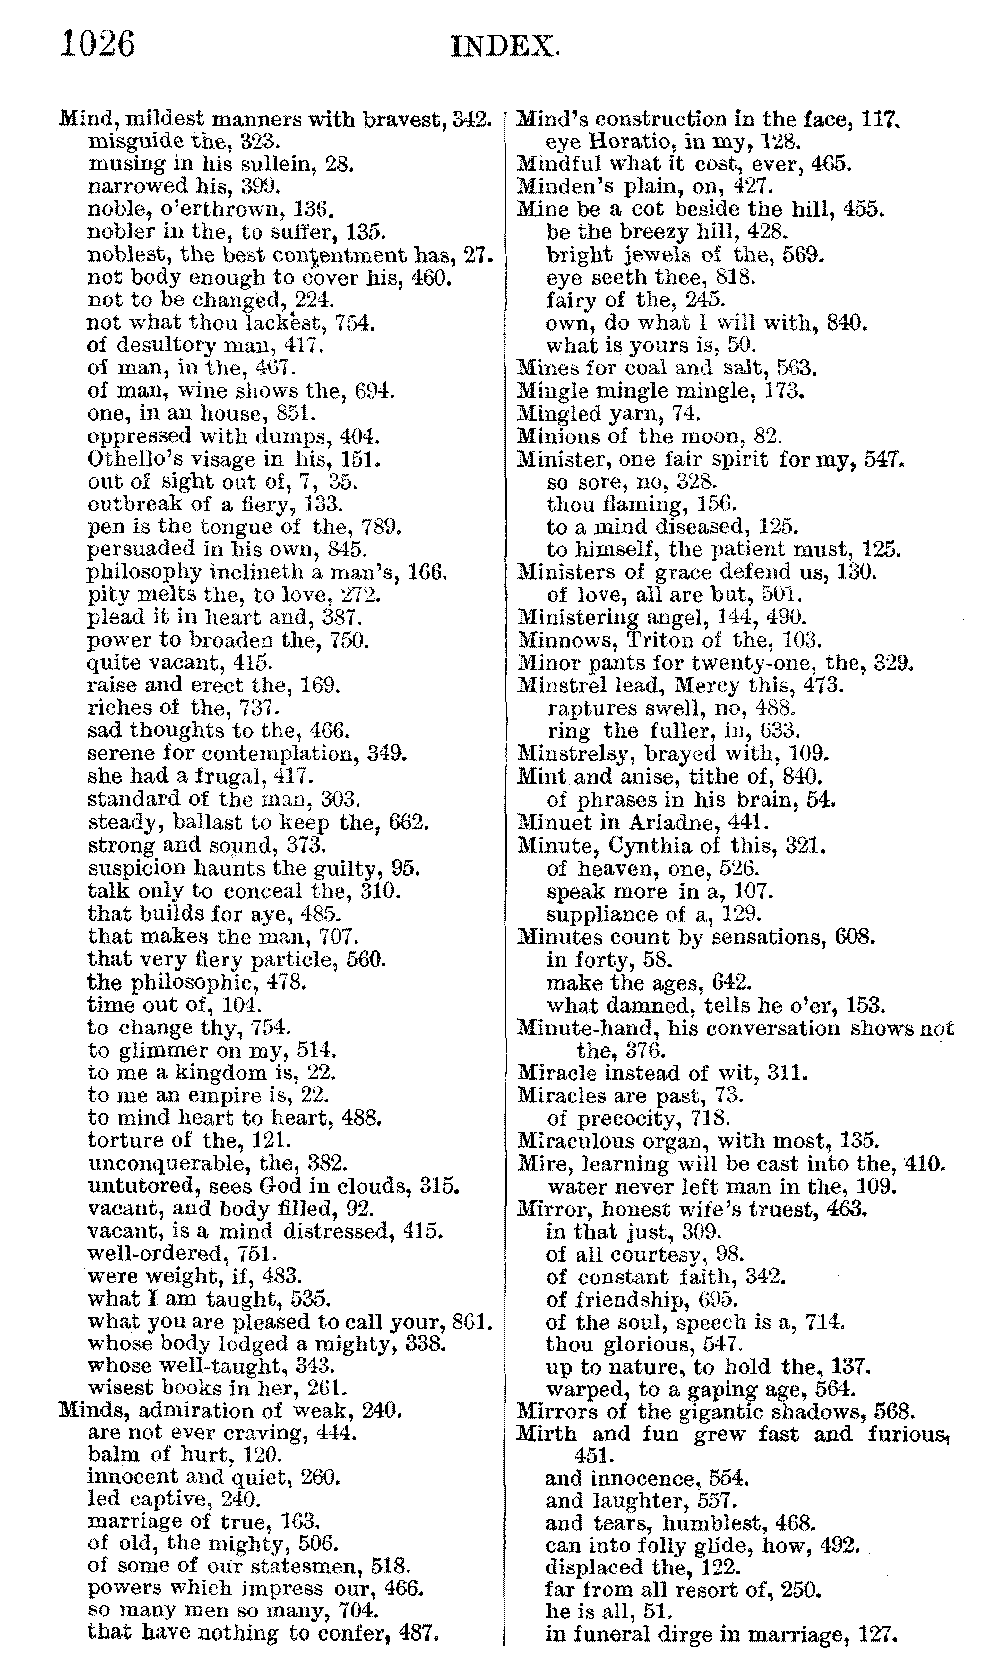 1026
INDEX.
Mind, mildest manners with bravest, 342.
misguide the, 323.
musing in his sullein, 28.
narrowed his, 399.
noble, o'erthrown, 136.
nobler in the, to suffer, 135.
noblest, the best contentment has, 27.
not body enough to cover his, 460.
not to be changed, 224.
not what thou lackest, 754.
of desultory man, 417.
of man, in the, 467.
of man, wine shows the, 694.
one, in an house, 851.
oppressed with dumps, 404.
Othello's visage in his, 151.
out of sight out of, 7, 35.
outbreak of a fiery, 133.
pen is the tongue of the, 789.
persuaded in his own, 845.
philosophy inclineth a man's, 166.
pity melts the, to love, 272.
plead it in heart and, 387.
power to broaden the, 750.
quite vacant, 415.
raise and erect the, 169.
riches of the, 737.
sad thoughts to the, 466.
serene for contemplation, 349.
she had a frugal, 417.
standard of the man, 303.
steady, ballast to keep the, 662.
strong and sound, 373.
suspicion haunts the guilty, 95.
talk only to conceal the, 310.
that builds for aye, 485.
that makes the man, 707.
that very fiery particle, 560.
the philosophic, 478.
time out of, 104.
to change thy, 754.
to glimmer on my, 514.
to me a kingdom is, 22.
to me an empire is, 22.
to mind heart to heart, 488.
torture of the, 121.
unconquerable, the, 382.
untutored, sees God in clouds, 315.
vacant, and body filled, 92.
vacant, is a mind distressed, 415.
well-ordered, 751.
were weight, if, 483.
what I am taught, 535.
what you are pleased to call your, 861.
whose body lodged a mighty, 338.
whose well-taught, 343.
wisest books in her, 261.
Minds, admiration of weak, 240.
are not ever craving, 444.
balm of hurt, 120.
innocent and quiet, 260.
led captive, 240.
marriage of true, 163.
of old, the mighty, 506.
of some of our statesmen, 518.
powers which impress our, 466.
so many men so many, 704.
that have nothing to confer, 487.
Mind's construction in the face, 117.
eye Horatio, in my, 128.
Mindful what it cost, ever, 465.
Minden's plain, on, 427.
Mine be a cot beside the hill, 455.
be the breezy hill, 428.
bright jewels of the, 569.
eye seeth thee, 818.
fairy of the, 245.
own, do what I will with, 840.
what is yours is, 50.
Mines for coal and salt, 563.
Mingle mingle mingle, 173.
Mingled yarn, 74.
Minions of the moon, 82.
Minister, one fair spirit for my, 547.
so sore, no, 328.
thou flaming, 156.
to a mind diseased, 125.
to himself, the patient must, 125.
Ministers of grace defend us, 130.
of love, all are but, 501.
Ministering angel, 144, 490.
Minnows, Triton of the, 103.
Minor pants for twenty-one, the, 329.
Minstrel lead, Mercy this, 473.
raptures swell, no, 488.
ring the fuller, in, 633.
Minstrelsy, brayed with, 109.
Mint and anise, tithe of, 840.
of phrases in his brain, 54.
Minuet in Ariadne, 441.
Minute, Cynthia of this, 321.
of heaven, one, 526.
speak more in a, 107.
suppliance of a, 129.
Minutes count by sensations, 608.
in forty, 58.
make the ages, 642.
what damned, tells he o'er, 153.
Minute-hand, his conversation shows not
the, 376.
Miracle instead of wit, 311.
Miracles are past, 73.
of precocity, 718.
Miraculous organ, with most, 135.
Mire, learning will be cast into the, 410.
water never left man in the, 109.
Mirror, honest wife's truest, 463.
in that just, 309.
of all courtesy, 98.
of constant faith, 342.
of friendship, 695.
of the soul, speech is a, 714.
thou glorious, 547.
up to nature, to hold the, 137.
warped, to a gaping age, 564.
Mirrors of the gigantic shadows, 568.
Mirth and fun grew fast and furious,
451.
and innocence, 554.
and laughter, 557.
and tears, humblest, 468.
can into folly glide, how, 492.
displaced the, 122.
far from all resort of, 250.
he is all, 51.
in funeral dirge in marriage, 127.